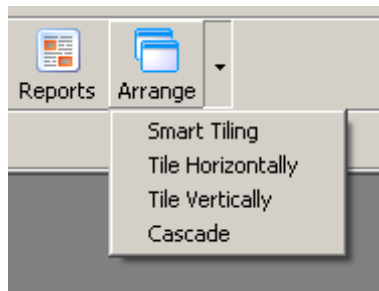 Reports Arrange
Smart Tiling
Tile Horizontally
Tile Vertically
Cascade